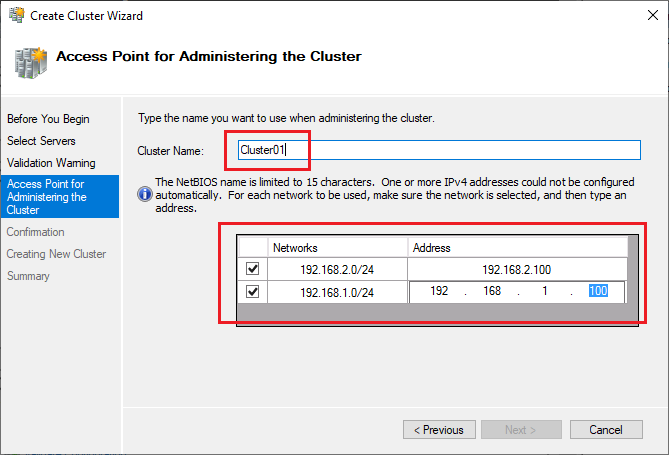 Create Cluster Wizard
Access Point for Administering the Cluster
Before You Begin
Select Servers
Validation Warning
Access Point for
Administering the
Cluster
Confirmation
Creating New Cluster
Summary
Type the name you want to use when administering the cluster.
Cluster Name: Cluster01
The NetBIOS name is limited to 15 characters. One or more IPv4 addresses could not be configured
automatically. For each network to be used, make sure the network is selected, and then type an
address.
Networks Address
192.168.2.0/24 192.168.2.100
192.168.1.0/24 192 . 168 . 1 . 100
< Previous Next > Cancel